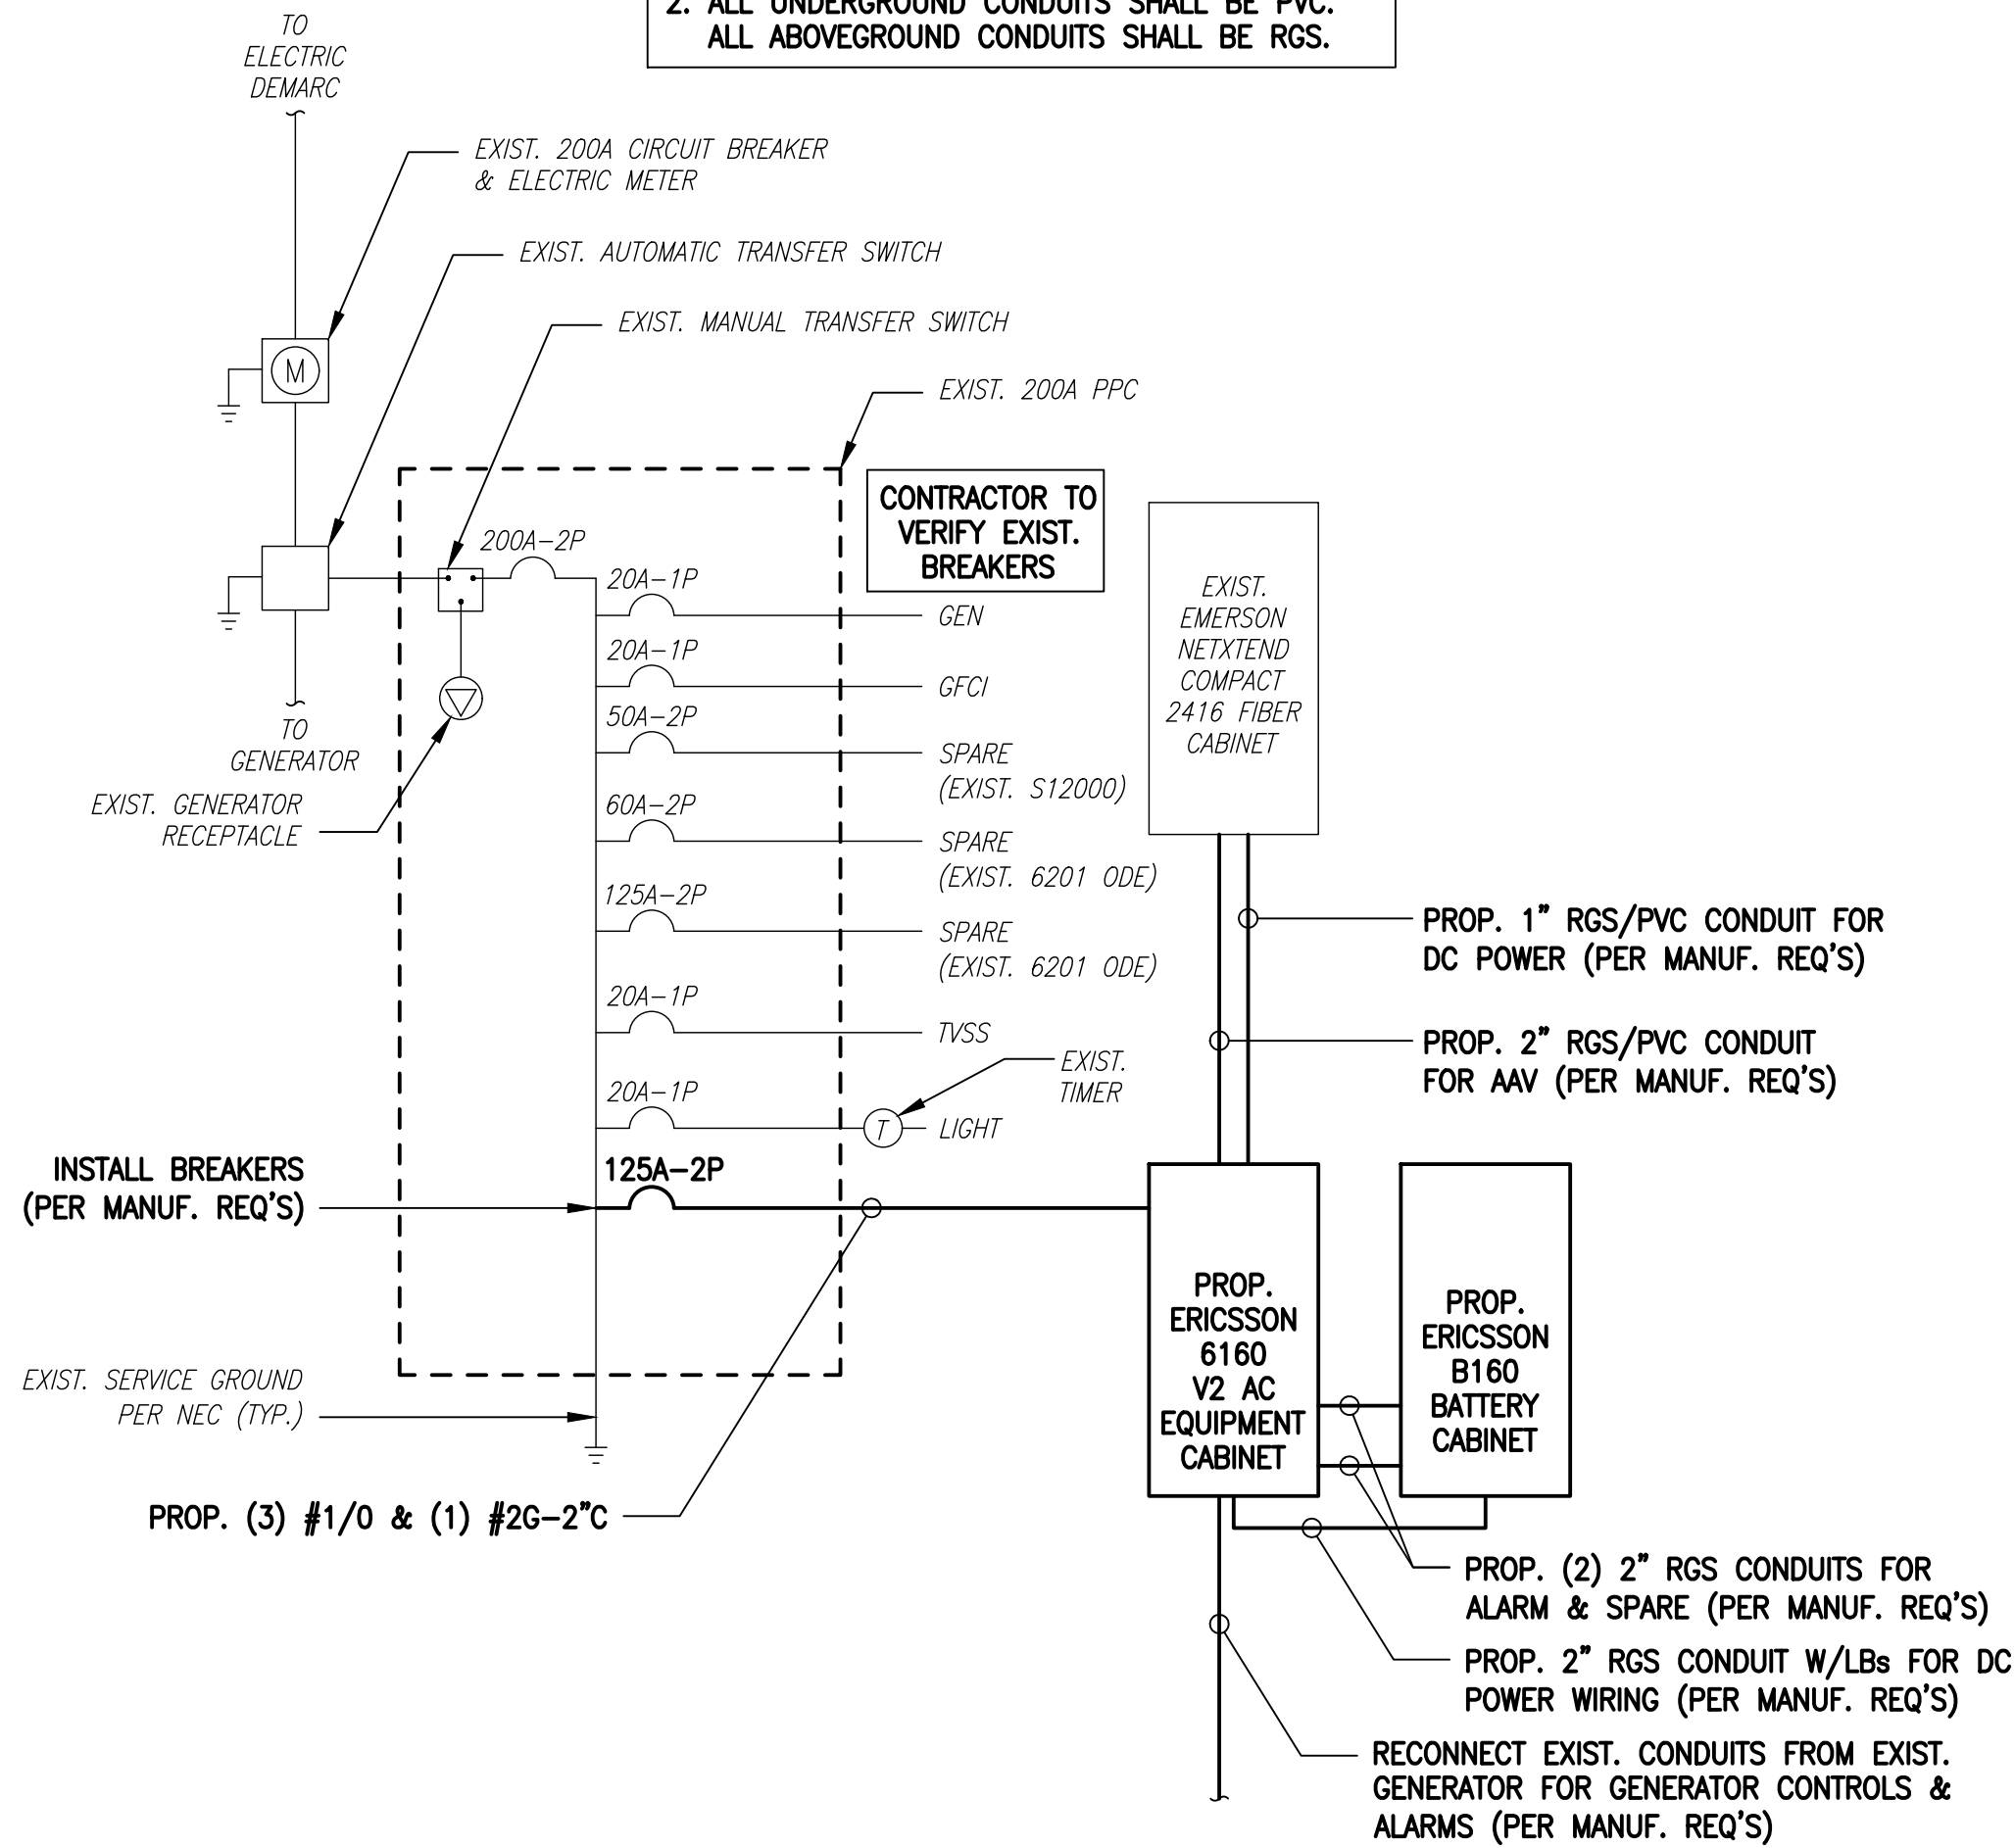 2. ALL UNDERGROUND CONDUITS SHALL BE PVC.
ALL ABOVEGROUND CONDUITS SHALL BE RGS.
TO
ELECTRIC
DEMARC
EXIST. 200A CIRCUIT BREAKER
& ELECTRIC METER
EXIST. AUTOMATIC TRANSFER SWITCH
EXIST. MANUAL TRANSFER SWITCH
M
EXIST. 200A PPC
CONTRACTOR TO
VERIFY EXIST.
BREAKERS
200A-2P
20A-1P
GEN
20A-1P
GFCI
50A-2P
SPARE
(EXIST. S12000)
60A-2P
SPARE
(EXIST. 6201 ODE)
125A-2P
SPARE
(EXIST. 6201 ODE)
20A-1P
TVSS
EXIST.
TIMER
20A-1P
T
LIGHT
TO
GENERATOR
EXIST. GENERATOR
RECEPTACLE
EXIST.
EMERSON
NETXTEND
COMPACT
2416 FIBER
CABINET
PROP. 1" RGS/PVC CONDUIT FOR
DC POWER (PER MANUF. REQ'S)
PROP. 2" RGS/PVC CONDUIT
FOR AAV (PER MANUF. REQ'S)
INSTALL BREAKERS
(PER MANUF. REQ'S)
125A-2P
PROP.
ERICSSON
6160
V2 AC
EQUIPMENT
CABINET
PROP.
ERICSSON
B160
BATTERY
CABINET
EXIST. SERVICE GROUND
PER NEC (TYP.)
PROP. (3) #1/0 & (1) #2G-2"C
PROP. (2) 2" RGS CONDUITS FOR
ALARM & SPARE (PER MANUF. REQ'S)
PROP. 2" RGS CONDUIT W/LBs FOR DC
POWER WIRING (PER MANUF. REQ'S)
RECONNECT EXIST. CONDUITS FROM EXIST.
GENERATOR FOR GENERATOR CONTROLS &
ALARMS (PER MANUF. REQ'S)